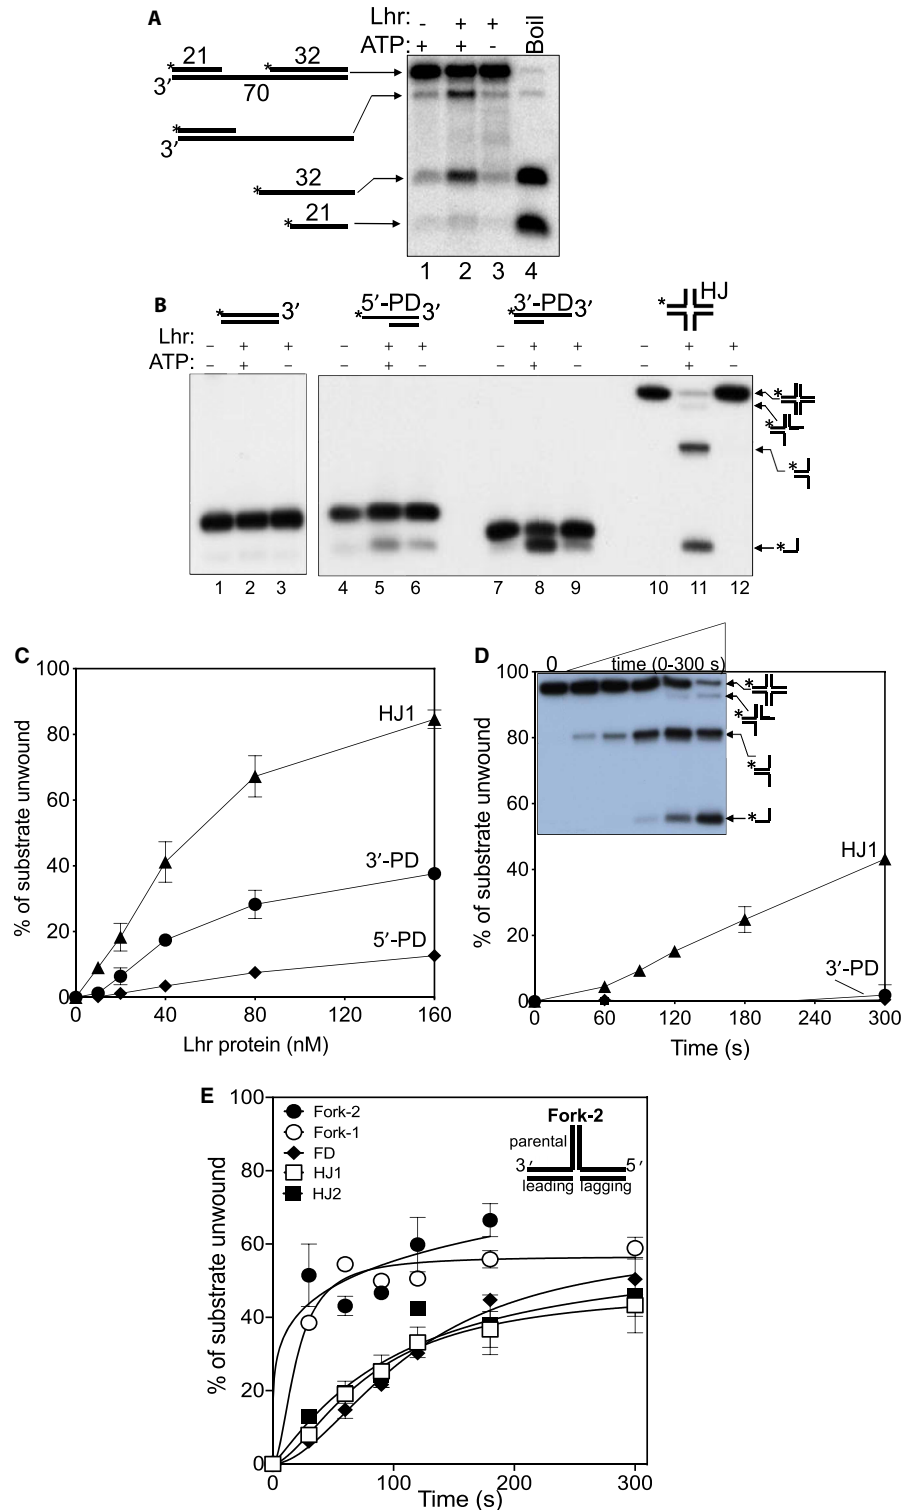 A
Lhr: - + +
ATP: + + - Boil
* 21 * 32
3′ 70
*
3′
* 32
* 21
1 2 3 4
B
* 3′ * 5′-PD 3′ * 3′-PD 3′ * HJ
Lhr: - + + - + + - + + - + +
ATP: - + - - + - - + - - + -
*
*
*
*
1 2 3 4 5 6 7 8 9 10 11 12
C
% of substrate unwound
100
80
60
40
20
0
HJ1
3′-PD
5′-PD
0 40 80 120 160
Lhr protein (nM)
D
% of substrate unwound
100
80
60
40
20
0
0 time (0-300 s)
*
*
*
*
HJ1
3′-PD
0 60 120 180 240 300
Time (s)
E
% of substrate unwound
100
80
60
40
20
0
Fork-2
Fork-1
FD
HJ1
HJ2
Fork-2
parental
3′ 5′
leading lagging
0 100 200 300
Time (s)